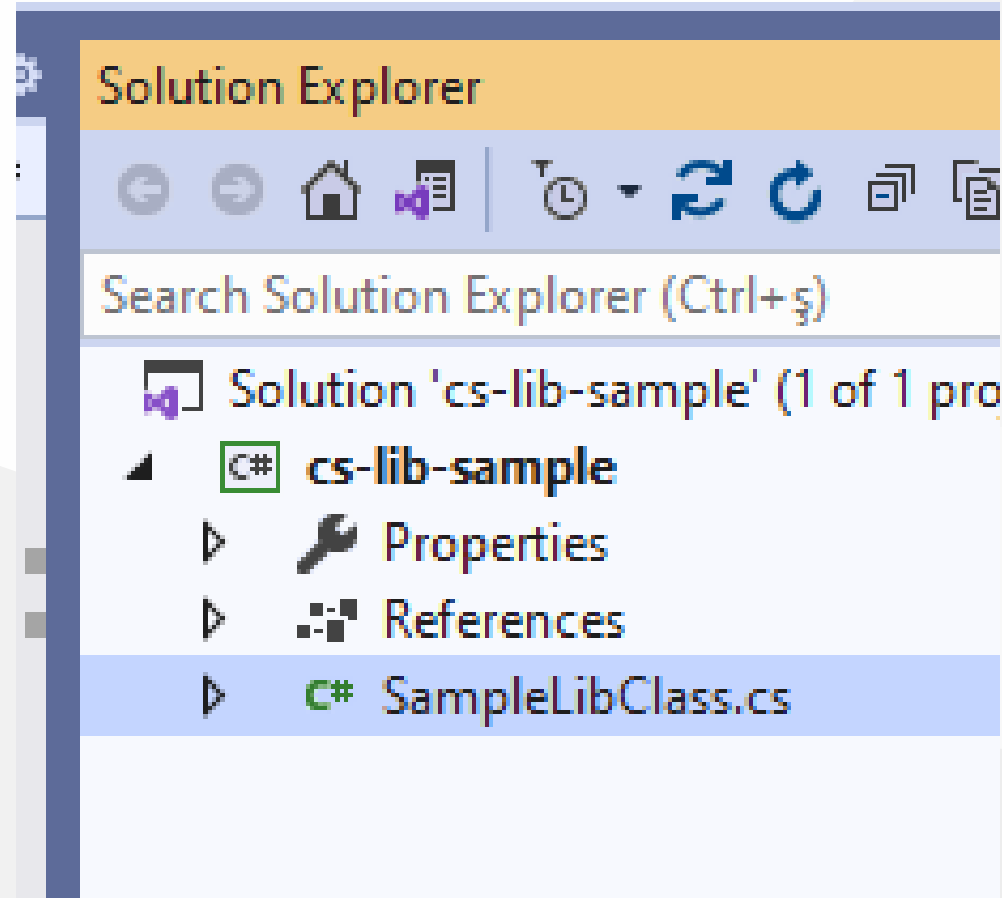 Solution Explorer
Search Solution Explorer (Ctrl+ş)
Solution 'cs-lib-sample' (1 of 1 pro
C# cs-lib-sample
Properties
References
C# SampleLibClass.cs